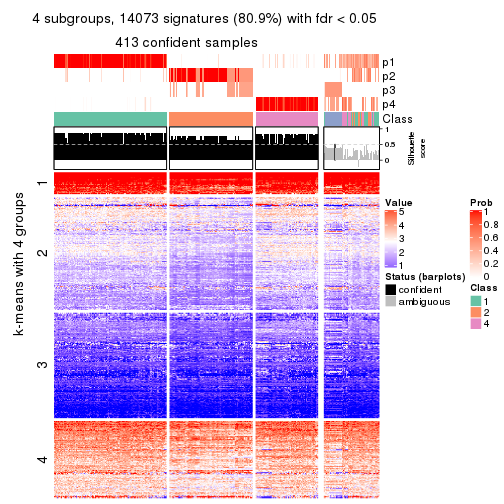 4 subgroups, 14073 signatures (80.9%) with fdr < 0.05
413 confident samples
p1
p2
p3
p4
Class
1
0.5
0
Silhouette
score
k-means with 4 groups
1
2
3
4
Value
5
4
3
2
1
Status (barplots)
confident
ambiguous
Prob
1
0.8
0.6
0.4
0.2
0
Class
1
2
4